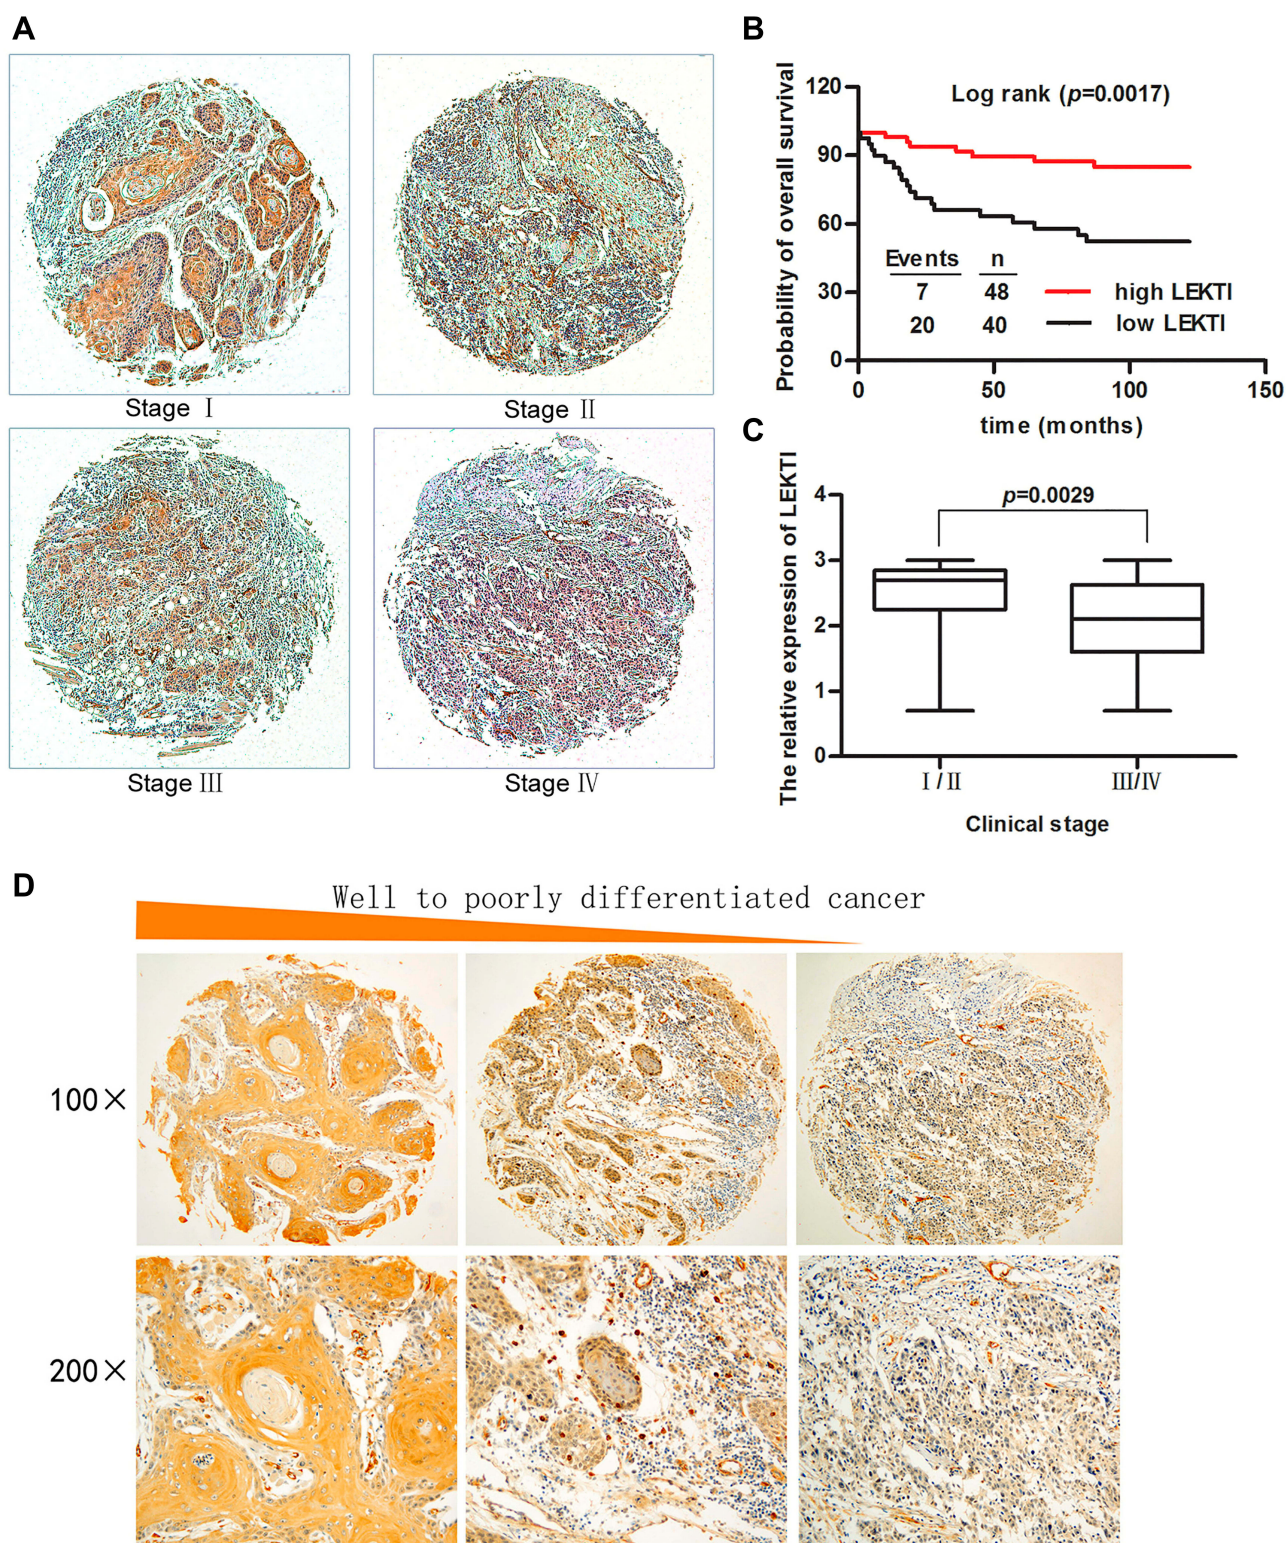 A
Stage Ⅰ
Stage Ⅱ
Stage Ⅲ
Stage Ⅳ
B
Probability of overall survival
120
90
60
30
0
Log rank (p=0.0017)
Events n
7 48 high LEKTI
20 40 low LEKTI
0 50 100 150
time (months)
C
The relative expression of LEKTI
4
3
2
1
0
p=0.0029
Ⅰ/Ⅱ Ⅲ/Ⅳ
Clinical stage
D
Well to poorly differentiated cancer
100×
200×